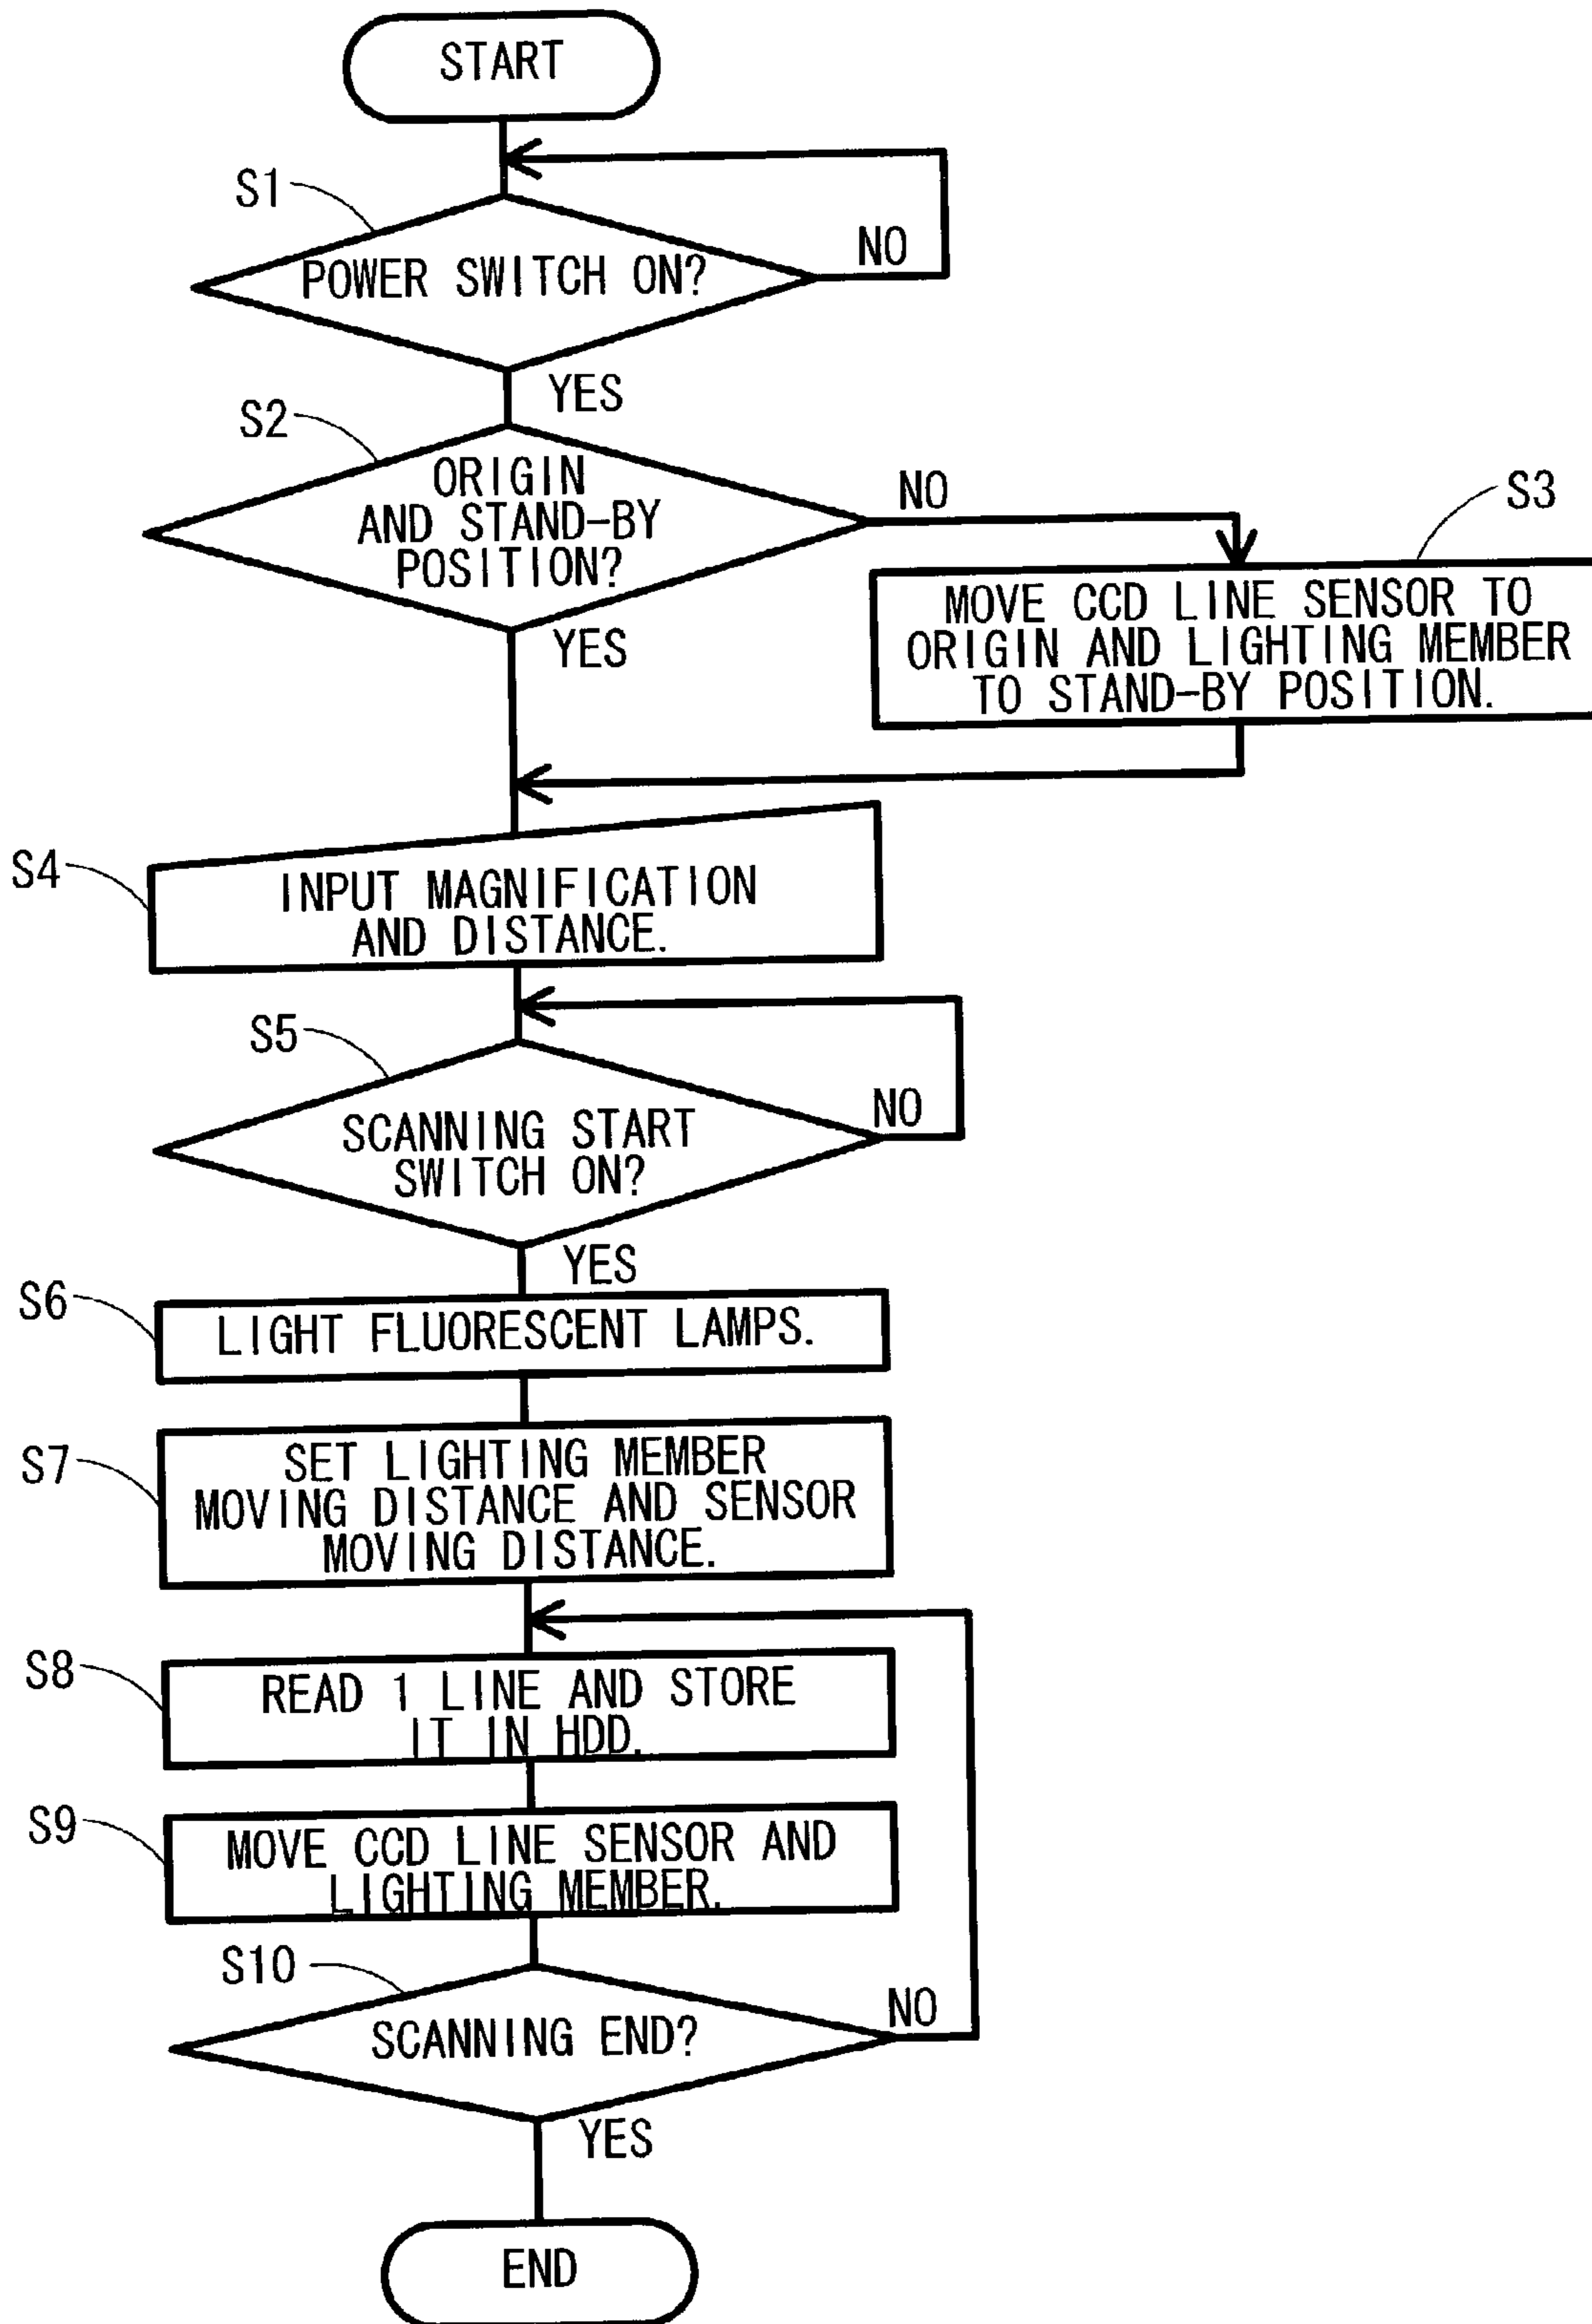 START
S1
POWER SWITCH ON?
NO
YES
S2
ORIGIN
AND STAND-BY
POSITION?
NO
YES
S3
MOVE CCD LINE SENSOR TO
ORIGIN AND LIGHTING MEMBER
TO STAND-BY POSITION.
S4
INPUT MAGNIFICATION
AND DISTANCE.
S5
SCANNING START
SWITCH ON?
NO
YES
S6
LIGHT FLUORESCENT LAMPS.
S7
SET LIGHTING MEMBER
MOVING DISTANCE AND SENSOR
MOVING DISTANCE.
S8
READ 1 LINE AND STORE
IT IN HDD.
S9
MOVE CCD LINE SENSOR AND
LIGHTING MEMBER.
S10
SCANNING END?
NO
YES
END